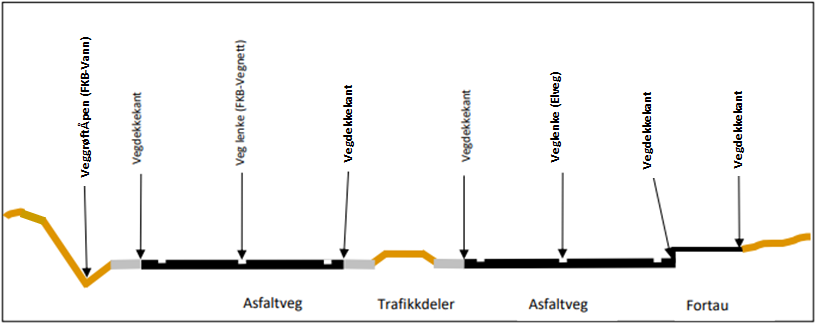 VeggrøftÅpen (FKB-Vann)
Vegdekkekant
Veg lenke (FKB-Vegnett)
Vegdekkekant
Vegdekkekant
Veglenke (Elveg)
Vegdekkekant
Vegdekkekant
Asfaltveg
Trafikkdeler
Asfaltveg
Fortau